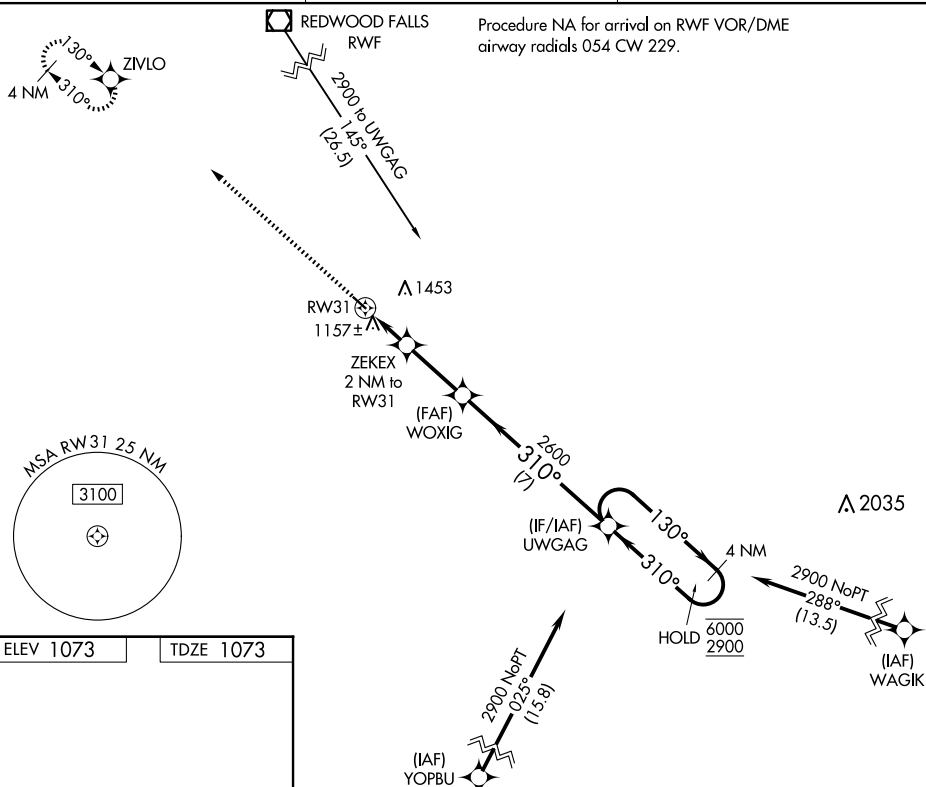 REDWOOD FALLS
RWF
Procedure NA for arrival on RWF VOR/DME
airway radials 054 CW 229.
130°
ZIVLO
4 NM
310°
2900 to UWGAG
145°
(26.5)
1453
RW31
1157±
ZEKEX
2 NM to
RW31
(FAF)
WOXIG
2600
310°
(7)
MSA RW31 25 NM
3100
2035
(IF/IAF)
UWGAG
130°
4 NM
310°
HOLD
6000
2900
2900 NoPT
288°
(13.5)
(IAF)
WAGIK
ELEV 1073
TDZE 1073
2900 NoPT
025°
(15.8)
(IAF)
YOPBU